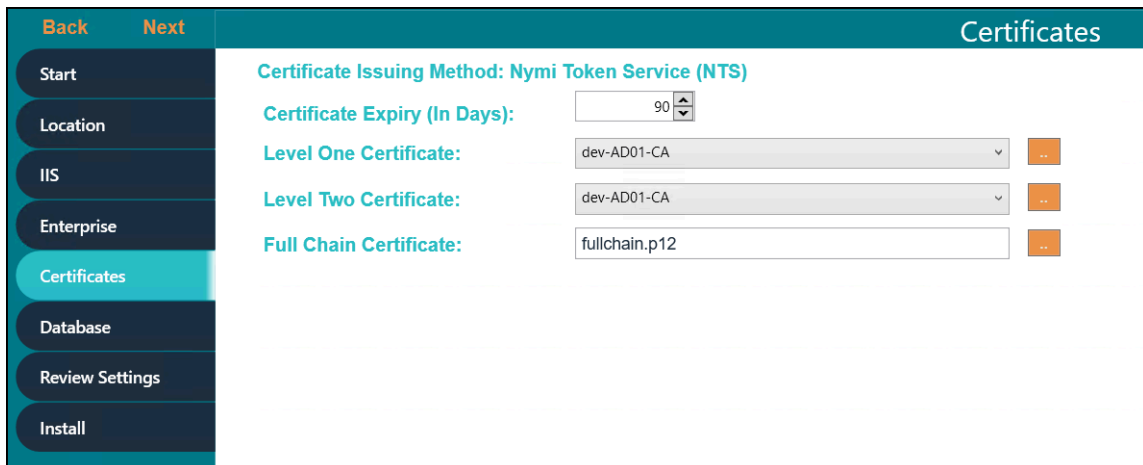 Back Next
Certificates
Start
Location
IIS
Enterprise
Certificates
Database
Review Settings
Install
Certificate Issuing Method: Nymi Token Service (NTS)
Certificate Expiry (In Days): 90
Level One Certificate: dev-AD01-CA ..
Level Two Certificate: dev-AD01-CA ..
Full Chain Certificate: fullchain.p12 ..